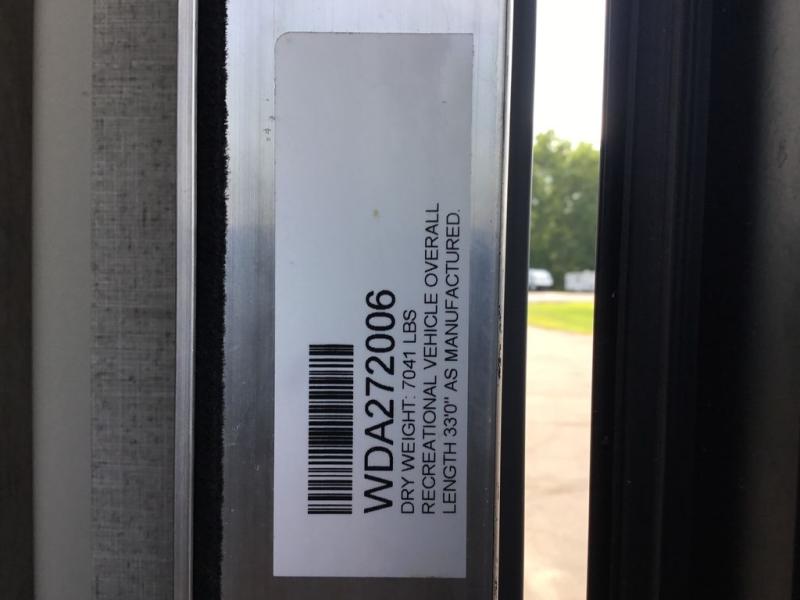 WDA272006
DRY WEIGHT: 7041 LBS
RECREATIONAL VEHICLE OVERALL
LENGTH 33'0" AS MANUFACTURED.